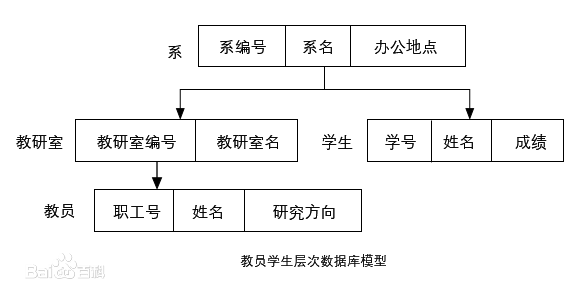 系 系编号 系名 办公地点
教研室 教研室编号 教研室名 学生 学号 姓名 成绩
教员 职工号 姓名 研究方向
教员学生层次数据库模型
Baidu百科